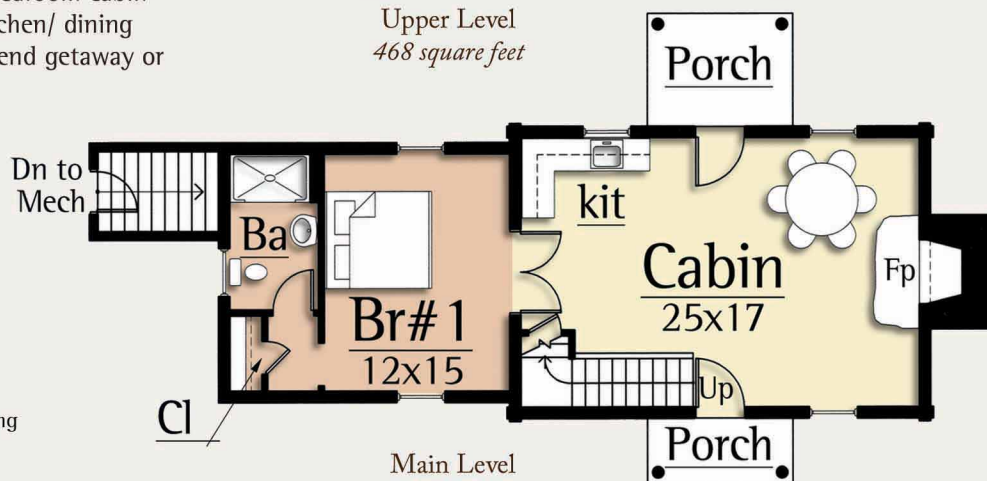 Upper Level
468 square feet
chen/ dining
end getaway or
Porch
Dn to
Mech
Ba
kit
Cabin
25x17
Fp
Br# 1
12x15
Up
Cl
ng
Porch
Main Level